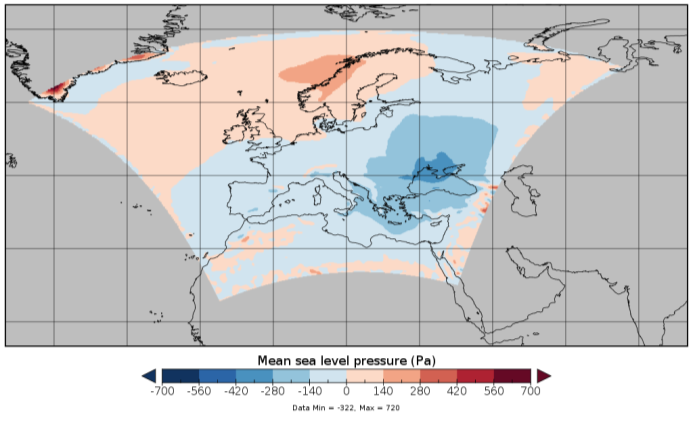 Mean sea level pressure (Pa)
-700 -560 -420 -280 -140 0 140 280 420 560 700
Data Min = -322, Max = 720